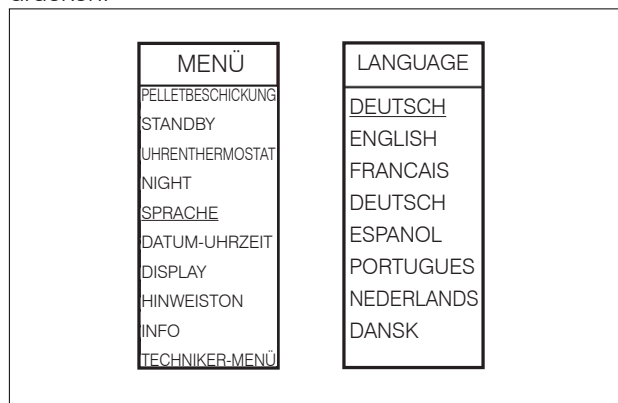 MENÜ
PELLETBESCHICKUNG
STANDBY
UHRENTHERMOSTAT
NIGHT
SPRACHE
DATUM-UHRZEIT
DISPLAY
HINWEISTON
INFO
TECHNIKER-MENÜ
LANGUAGE
DEUTSCH
ENGLISH
FRANCAIS
DEUTSCH
ESPANOL
PORTUGUES
NEDERLANDS
DANSK